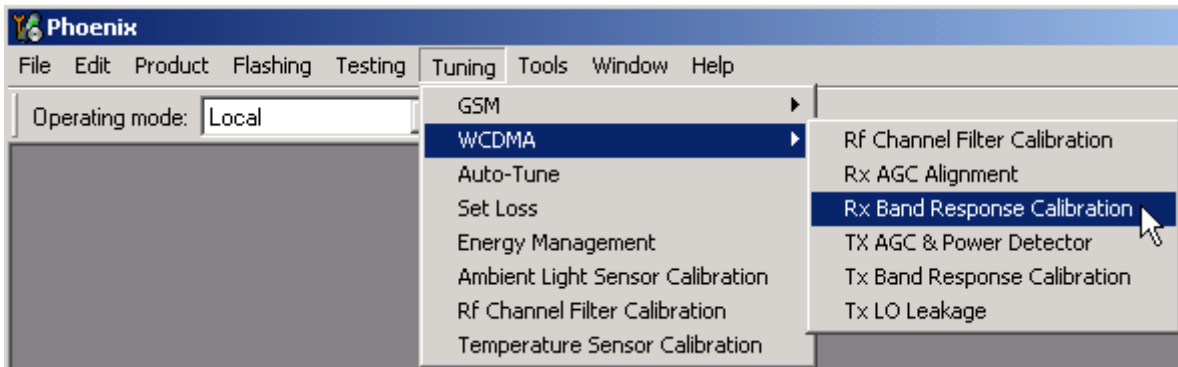 Phoenix
File Edit Product Flashing Testing Tuning Tools Window Help
Operating mode: Local
GSM
WCDMA
Auto-Tune
Set Loss
Energy Management
Ambient Light Sensor Calibration
Rf Channel Filter Calibration
Temperature Sensor Calibration
Rf Channel Filter Calibration
Rx AGC Alignment
Rx Band Response Calibration
TX AGC & Power Detector
Tx Band Response Calibration
Tx LO Leakage